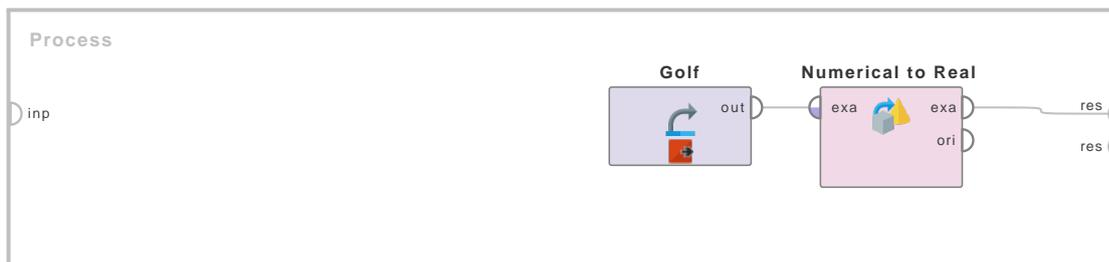 Process
inp
Golf
out
Numerical to Real
exa
exa
ori
res
res